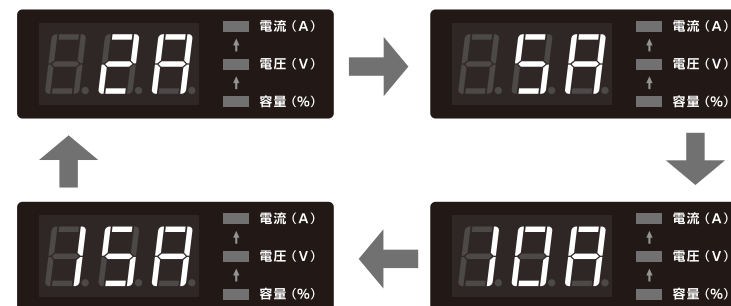 2A
電流（A）
電圧（V）
容量（%）
5A
電流（A）
電圧（V）
容量（%）
15A
電流（A）
電圧（V）
容量（%）
10A
電流（A）
電圧（V）
容量（%）